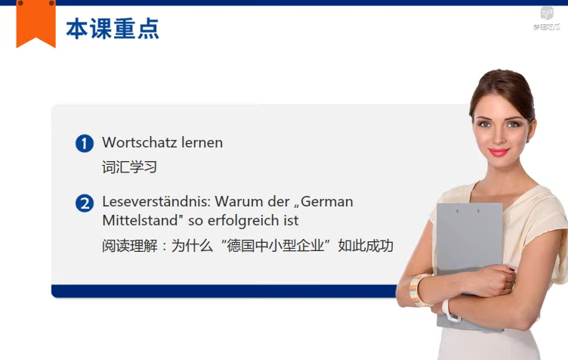 本课重点
1 Wortschatz lernen
词汇学习
2 Leseverständnis: Warum der „German
Mittelstand" so erfolgreich ist
阅读理解：为什么“德国中小型企业”如此成功